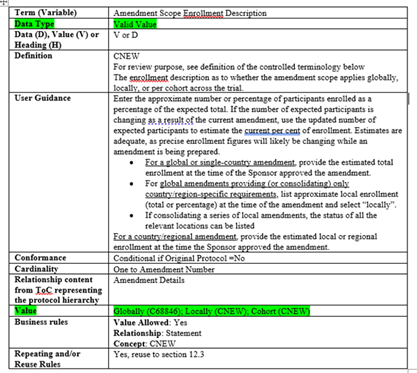 Term (Variable) Amendment Scope Enrollment Description
Data Type Valid Value
Data (D), Value (V) or V or D
Heading (H)
Definition CNEW
For review purpose, see definition of the controlled terminology below
The enrollment description as to whether the amendment scope applies globally,
locally, or per cohort across the trial.
User Guidance Enter the approximate number or percentage of participants enrolled as a
percentage of the expected total. If the number of expected participants is
changing as a result of the current amendment, use the updated number of
expected participants to estimate the current per cent of enrollment. Estimates are
adequate, as precise enrollment figures will likely be changing while an
amendment is being prepared.
• For a global or single-country amendment, provide the estimated total
enrollment at the time of the Sponsor approved the amendment.
• For global amendments providing (or consolidating) only
country/region-specific requirements, list approximate local enrollment
(total or percentage) at the time of the amendment and select “locally”.
• If consolidating a series of local amendments, the status of all the
relevant locations can be listed
For a country/regional amendment, provide the estimated local or regional
enrollment at the time the Sponsor approved the amendment.
Conformance Conditional if Original Protocol =No
Cardinality One to Amendment Number
Relationship content Amendment Details
from ToC representing
the protocol hierarchy
Value Globally (C68846); Locally (CNEW); Cohort (CNEW)
Business rules Value Allowed: Yes
Relationship: Statement
Concept: CNEW
Repeating and/or Yes, reuse to section 12.3
Reuse Rules